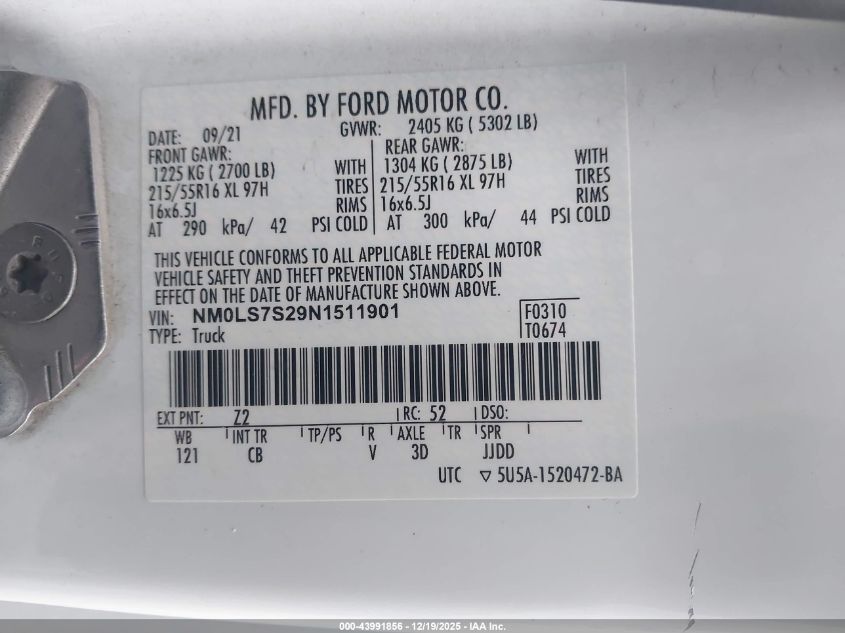 MFD. BY FORD MOTOR CO.
DATE: 09/21 GVWR: 2405 KG ( 5302 LB)
FRONT GAWR: REAR GAWR:
1225 KG ( 2700 LB) WITH 1304 KG ( 2875 LB) WITH
215/55R16 XL 97H TIRES 215/55R16 XL 97H TIRES
16x6.5J RIMS 16x6.5J RIMS
AT 290 kPa/ 42 PSI COLD AT 300 kPa/ 44 PSI COLD
THIS VEHICLE CONFORMS TO ALL APPLICABLE FEDERAL MOTOR
VEHICLE SAFETY AND THEFT PREVENTION STANDARDS IN
EFFECT ON THE DATE OF MANUFACTURE SHOWN ABOVE.
VIN: NM0LS7S29N1511901 F0310
TYPE: Truck T0674
EXT PNT: Z2 RC: 52 DSO:
WB INT TR TP/PS R AXLE TR SPR
121 CB V 3D JJDD
UTC ▽ 5U5A-1520472-BA
000-43991856 - 12/19/2025 - IAA Inc.